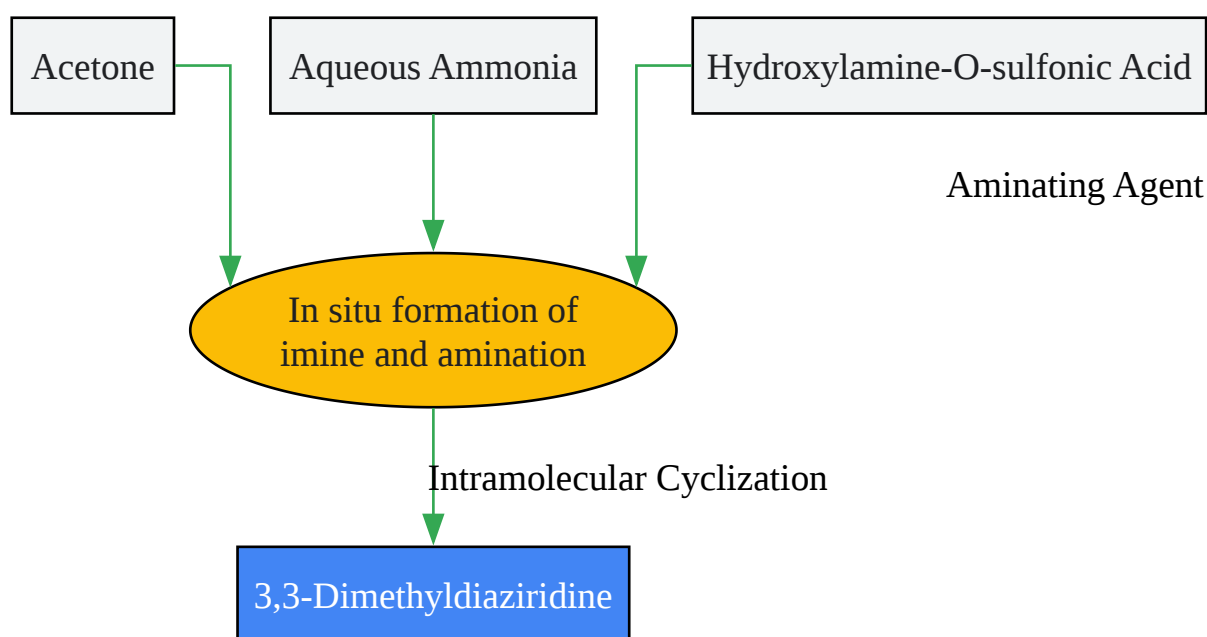 Acetone
Aqueous Ammonia
Hydroxylamine-O-sulfonic Acid
Aminating Agent
In situ formation of
imine and amination
Intramolecular Cyclization
3,3-Dimethyldiaziridine